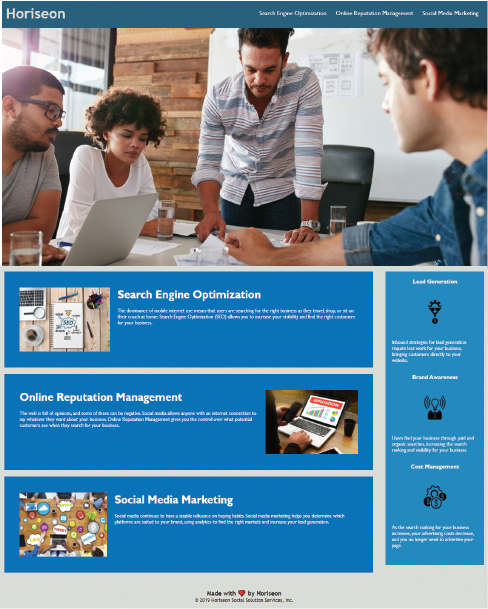 Horiseon
Search Engine Optimization Online Reputation Management Social Media Marketing
Search Engine Optimization
The dominance of mobile internet use means that users are searching for the right business as they travel, shop, or sit on
their couch at home. Search Engine Optimization (SEO) allows you to increase your visibility and find the right customers
for your business.
SEO
Online Reputation Management
The web is full of opinions, and some of these can be negative. Social media allows anyone with an internet connection to
say whatever they want about your business. Online Reputation Management gives you the control over what potential
customers see when they search for your business.
REPUTATION
Social Media Marketing
Social media continues to have a sizable influence on buying habits. Social media marketing helps you determine which
platforms are suited to your brand, using analytics to find the right markets and increase your lead generation.
Lead Generation
Inbound strategies for lead generation
require less work for your business,
bringing customers directly to your
website.
Brand Awareness
Users find your business through paid and
organic searches, increasing the search
ranking and visibility for your business.
Cost Management
As the search ranking for your business
increases, your advertising costs decrease,
and you no longer need to advertise your
page.
Made with ❤️ by Horiseon
© 2019 Horiseon Social Solution Services, Inc.